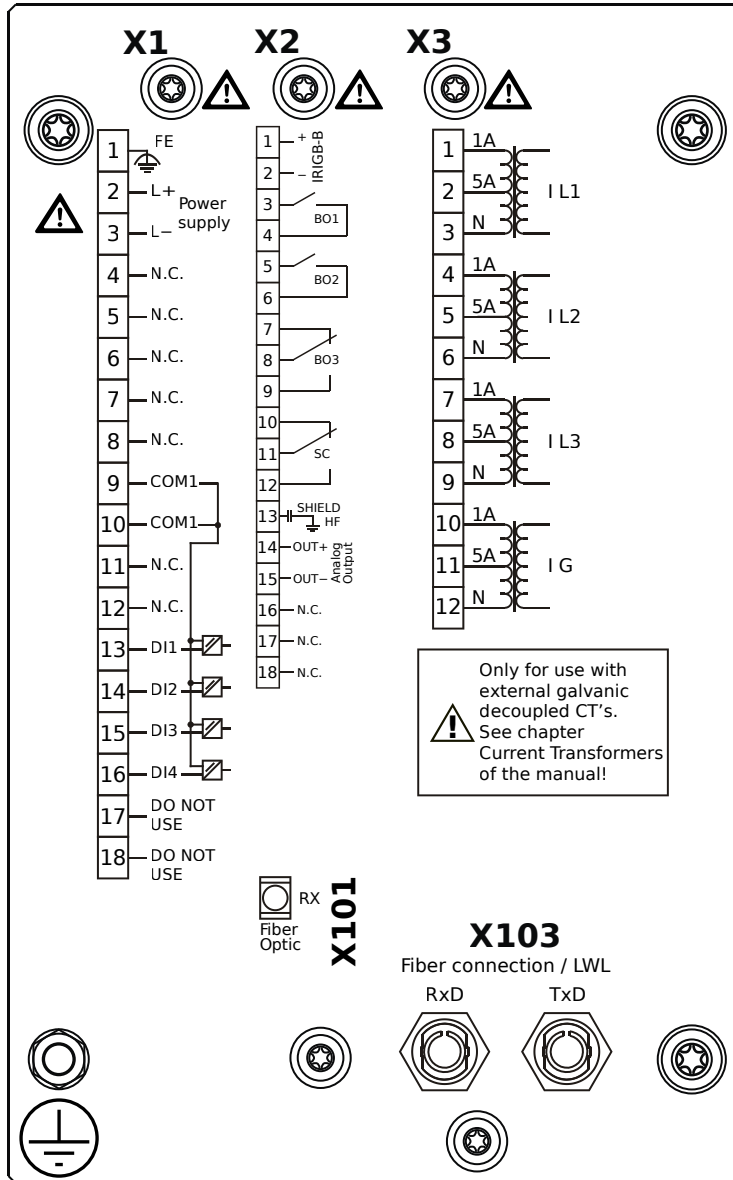 X1
X2
X3
1 FE
2 L+
Power
supply
3 L−
4 N.C.
5 N.C.
6 N.C.
7 N.C.
8 N.C.
9 COM1
10 COM1
11 N.C.
12 N.C.
13 DI1
14 DI2
15 DI3
16 DI4
17 DO NOT
USE
18 DO NOT
USE
1 +
IRIGB-B
2 −
3
BO1
4
5
BO2
6
7
8 BO3
9
10
11 SC
12
13 SHIELD
HF
14 OUT+
Analog
Output
15 OUT−
16 N.C.
17 N.C.
18 N.C.
1 1A
2 5A I L1
3 N
4 1A
5 5A I L2
6 N
7 1A
8 5A I L3
9 N
10 1A
11 5A I G
12 N
Only for use with
external galvanic
decoupled CT's.
See chapter
Current Transformers
of the manual!
RX
Fiber
Optic
X101
X103
Fiber connection / LWL
RxD TxD